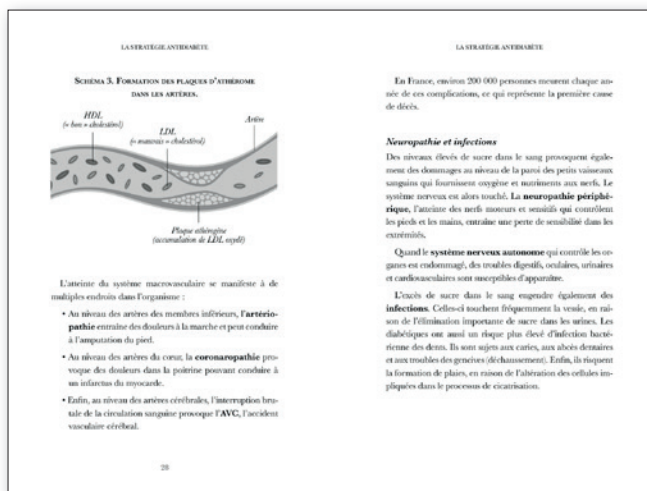 LA STRATÉGIE ANTIDIABÈTE
SCHÉMA 3. FORMATION DES PLAQUES D'ATHÉROME
DANS LES ARTÈRES.
HDL
(« bon » cholestérol)
LDL
(« mauvais » cholestérol)
Artère
Plaque athérogène
(accumulation de LDL oxydé)
L'atteinte du système macrovasculaire se manifeste à de
multiples endroits dans l'organisme :
• Au niveau des artères des membres inférieurs, l'artério-
pathie entraîne des douleurs à la marche et peut conduire
à l'amputation du pied.
• Au niveau des artères du cœur, la coronaropathie pro-
voque des douleurs dans la poitrine pouvant conduire à
un infarctus du myocarde.
• Enfin, au niveau des artères cérébrales, l'interruption bru-
tale de la circulation sanguine provoque l'AVC, l'accident
vasculaire cérébral.
28
LA STRATÉGIE ANTIDIABÈTE
En France, environ 200 000 personnes meurent chaque an-
née de ces complications, ce qui représente la première cause
de décès.
Neuropathie et infections
Des niveaux élevés de sucre dans le sang provoquent égale-
ment des dommages au niveau de la paroi des petits vaisseaux
sanguins qui fournissent oxygène et nutriments aux nerfs. Le
système nerveux est alors touché. La neuropathie périphé-
rique, l'atteinte des nerfs moteurs et sensitifs qui contrôlent
les pieds et les mains, entraîne une perte de sensibilité dans les
extrémités.
Quand le système nerveux autonome qui contrôle les or-
ganes est endommagé, des troubles digestifs, oculaires, urinaires
et cardiovasculaires sont susceptibles d'apparaître.
L'excès de sucre dans le sang engendre également des
infections. Celles-ci touchent fréquemment la vessie, en rai-
son de l'élimination importante de sucre dans les urines. Les
diabétiques ont aussi un risque plus élevé d'infection bacté-
rienne des dents. Ils sont sujets aux caries, aux abcès dentaires
et aux troubles des gencives (déchaussement). Enfin, ils risquent
la formation de plaies, en raison de l'altération des cellules im-
pliquées dans le processus de cicatrisation.